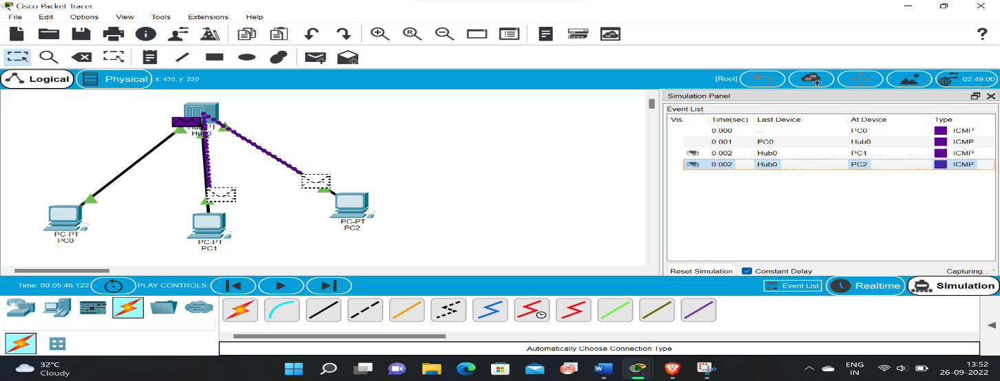 Cisco Packet Tracer
File Edit Options View Tools Extensions Help
Logical Physical x: 430, y: 220 [Root] 02:49:00
Simulation Panel
Event List
Vis. Time(sec) Last Device At Device Type
0.000 -- PC0 ICMP
0.001 PC0 Hub0 ICMP
0.002 Hub0 PC1 ICMP
0.002 Hub0 PC2 ICMP
Hub-PT
Hub0
PC-PT
PC0
PC-PT
PC1
PC-PT
PC2
Reset Simulation Constant Delay Capturing...
Time: 00:05:46.122 PLAY CONTROLS: Event List Realtime Simulation
Automatically Choose Connection Type
32°C
Cloudy
ENG
IN
13:52
26-09-2022